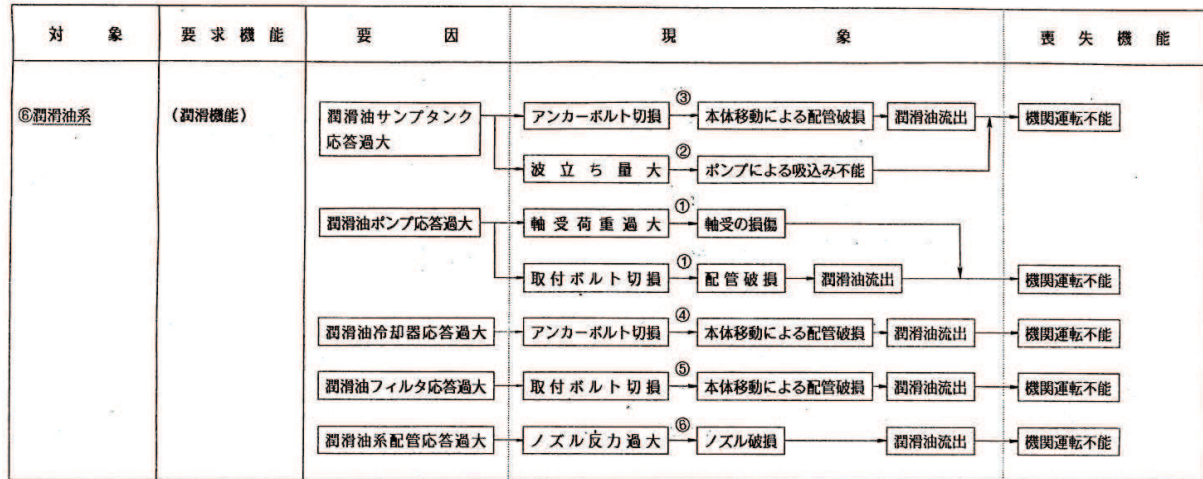 対象 要求機能 要因 現象 喪失機能
⑥潤滑油系 (潤滑機能)
潤滑油サンプタンク
応答過大
アンカーボルト切損 ③ 本体移動による配管破損 潤滑油流出 機関運転不能
波立ち量大 ② ポンプによる吸込み不能
潤滑油ポンプ応答過大 軸受荷重過大 ① 軸受の損傷
取付ボルト切損 ① 配管破損 潤滑油流出 機関運転不能
潤滑油冷却器応答過大 アンカーボルト切損 ④ 本体移動による配管破損 潤滑油流出 機関運転不能
潤滑油フィルタ応答過大 取付ボルト切損 ⑤ 本体移動による配管破損 潤滑油流出 機関運転不能
潤滑油系配管応答過大 ノズル反力過大 ⑥ ノズル破損 潤滑油流出 機関運転不能